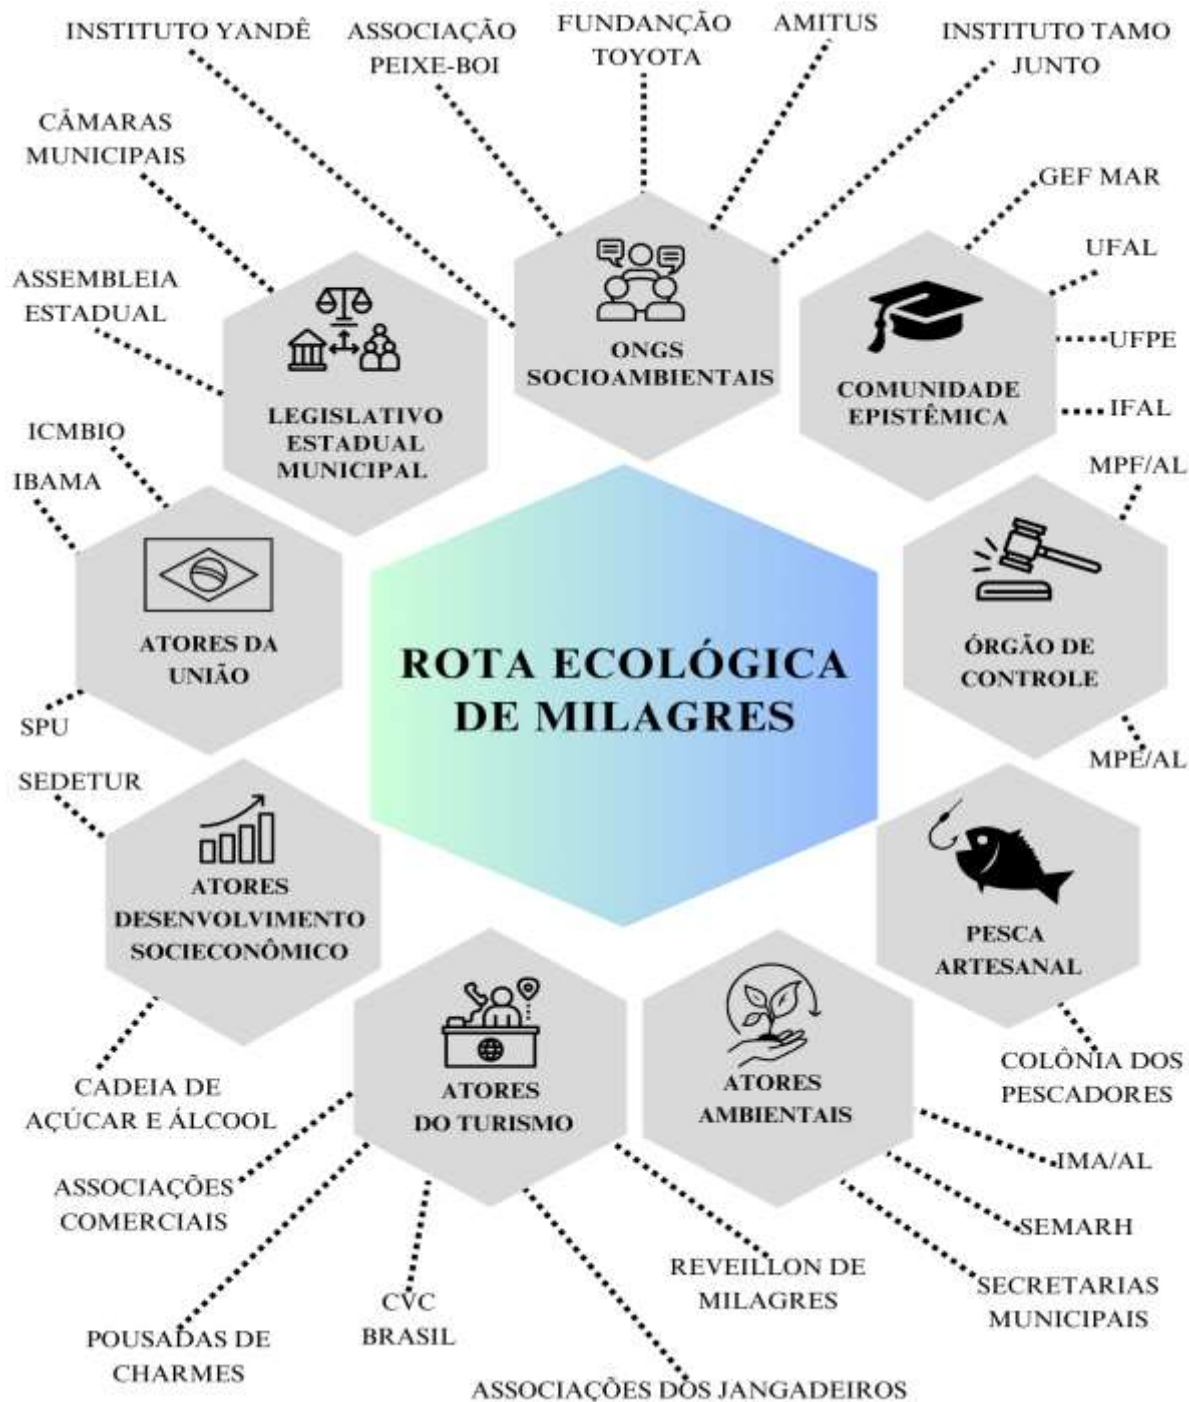 INSTITUTO YANDÊ
ASSOCIAÇÃO
PEIXE-BOI
FUNDANÇÃO
TOYOTA
AMITUS
INSTITUTO TAMO
JUNTO
CÂMARAS
MUNICIPAIS
GEF MAR
UFAL
UFPE
IFAL
ASSEMBLEIA
ESTADUAL
ONGS
SOCIOAMBIENTAIS
COMUNIDADE
EPISTÊMICA
LEGISLATIVO
ESTADUAL
MUNICIPAL
ICMBIO
IBAMA
MPF/AL
ATORES DA
UNIÃO
ROTA ECOLÓGICA
DE MILAGRES
ÓRGÃO DE
CONTROLE
SPU
MPE/AL
SEDETUR
ATORES
DESENVOLVIMENTO
SOCIECONÔMICO
PESCA
ARTESANAL
ATORES
DO TURISMO
ATORES
AMBIENTAIS
COLÔNIA DOS
PESCADORES
CADEIA DE
AÇÚCAR E ÁLCOOL
IMA/AL
ASSOCIAÇÕES
COMERCIAIS
SEMARH
REVEILLON DE
MILAGRES
SECRETARIAS
MUNICIPAIS
CVC
BRASIL
POUSADAS DE
CHARMES
ASSOCIAÇÕES DOS JANGADEIROS